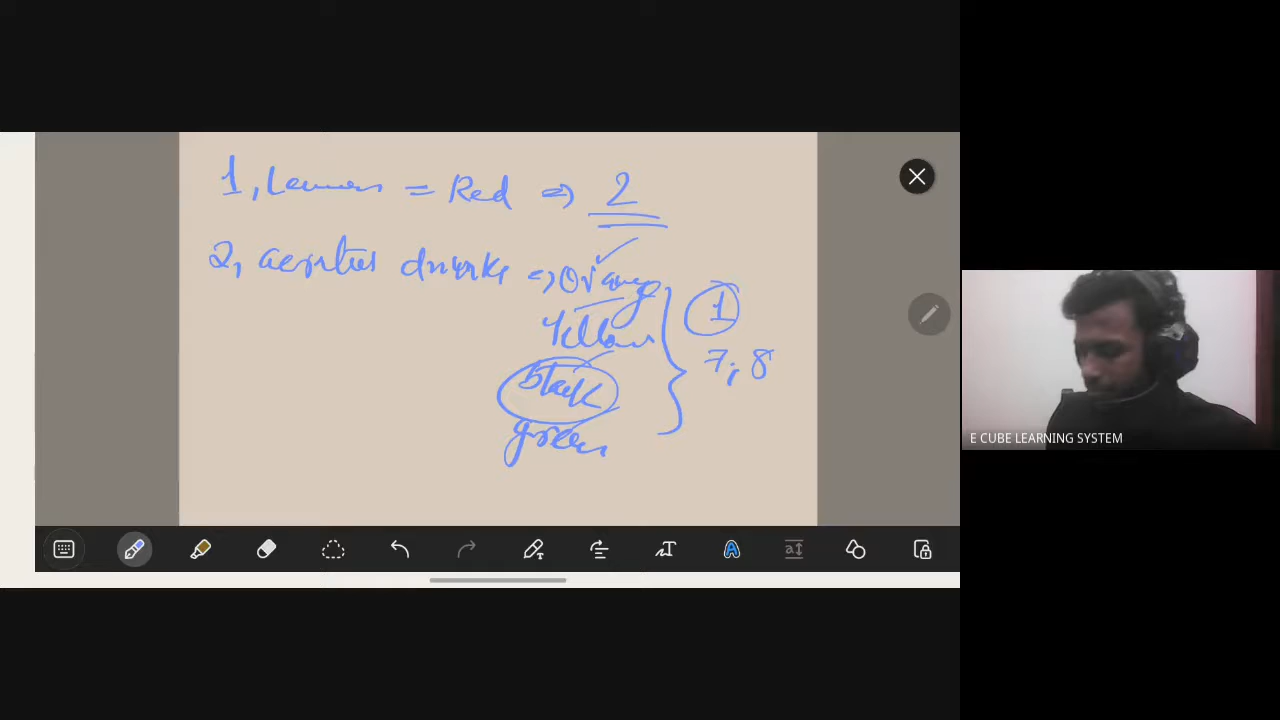 1, Lemon = Red => 2
2, aerated drinks => Orange
Yellow
black
green
1
7, 8
E CUBE LEARNING SYSTEM